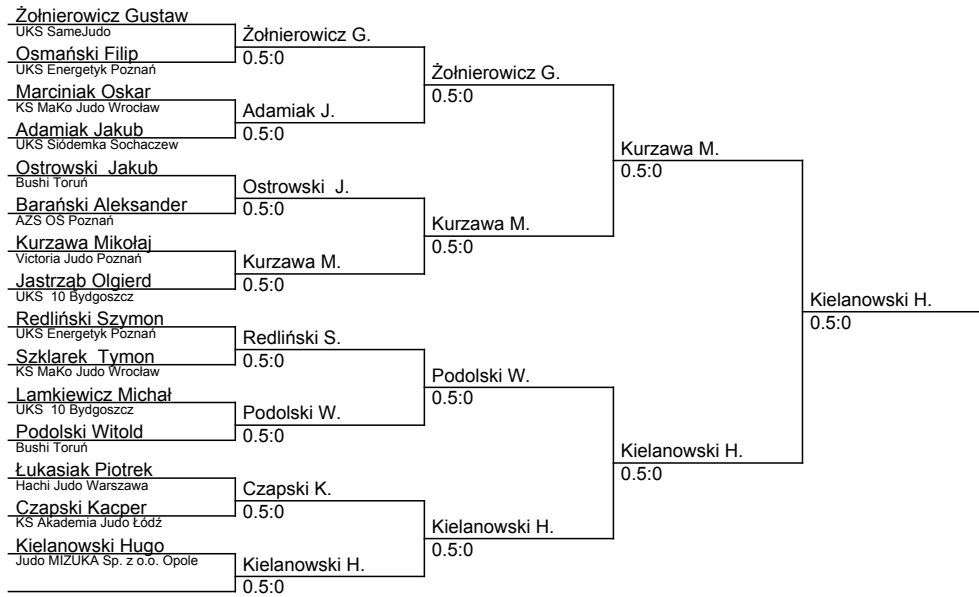 Żołnierowicz Gustaw
UKS SameJudo
Osmański Filip
UKS Energetyk Poznań
Marciniak Oskar
KS MaKo Judo Wrocław
Adamiak Jakub
UKS Siódemka Sochaczew
Ostrowski  Jakub
Bushi Toruń
Barański Aleksander
AZS OŚ Poznań
Kurzawa Mikołaj
Victoria Judo Poznań
Jastrząb Olgierd
UKS  10 Bydgoszcz
Redliński Szymon
UKS Energetyk Poznań
Szklarek  Tymon
KS MaKo Judo Wrocław
Lamkiewicz Michał
UKS  10 Bydgoszcz
Podolski Witold
Bushi Toruń
Łukasiak Piotrek
Hachi Judo Warszawa
Czapski Kacper
KS Akademia Judo Łódź
Kielanowski Hugo
Judo MIZUKA Sp. z o.o. Opole
Żołnierowicz G.
0.5:0
Adamiak J.
0.5:0
Ostrowski  J.
0.5:0
Kurzawa M.
0.5:0
Redliński S.
0.5:0
Podolski W.
0.5:0
Czapski K.
0.5:0
Kielanowski H.
0.5:0
Żołnierowicz G.
0.5:0
Kurzawa M.
0.5:0
Podolski W.
0.5:0
Kielanowski H.
0.5:0
Kurzawa M.
0.5:0
Kielanowski H.
0.5:0
Kielanowski H.
0.5:0